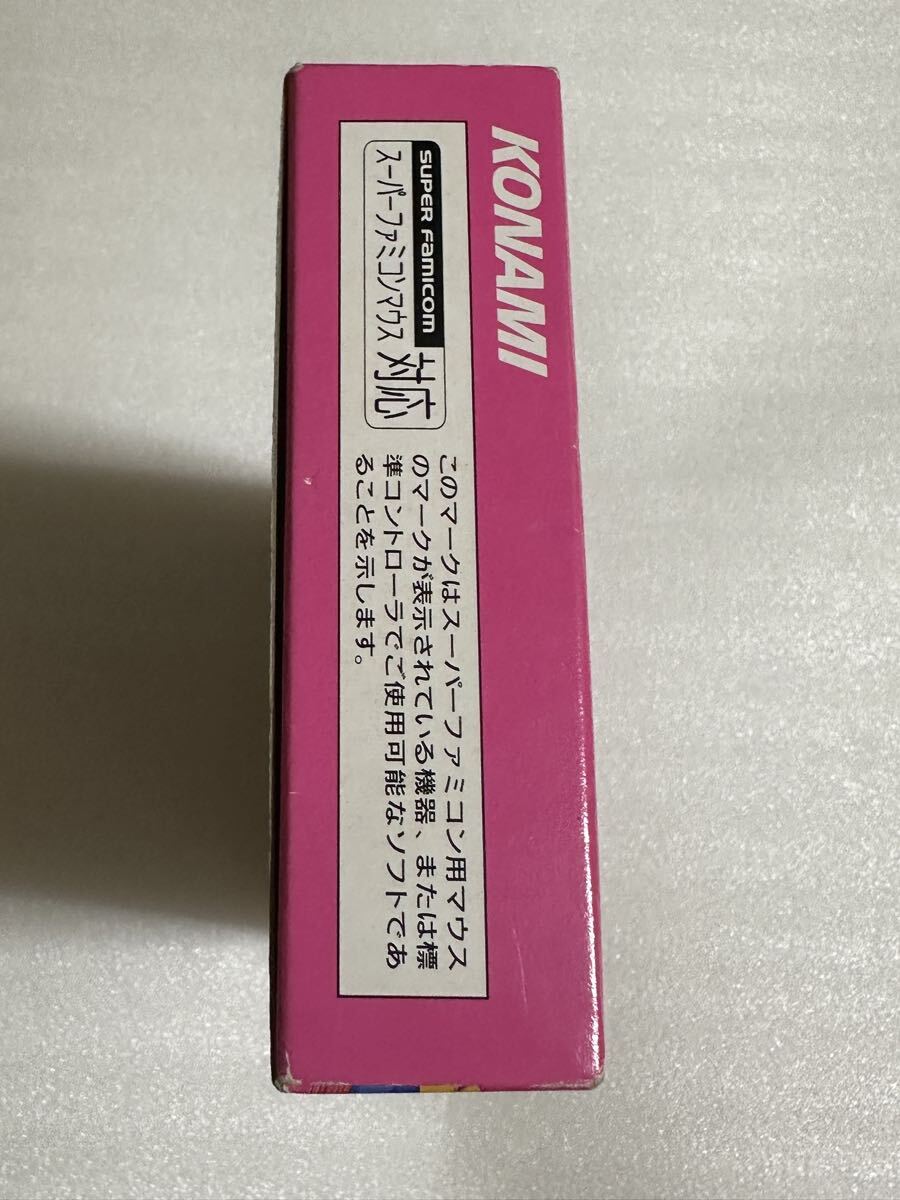 KONAMI
SUPER Famicom
スーパーファミコンマウス 対応
このマークはスーパーファミコン用マウス
のマークが表示されている機器、または標
準コントローラでご使用可能なソフトであ
ることを示します。